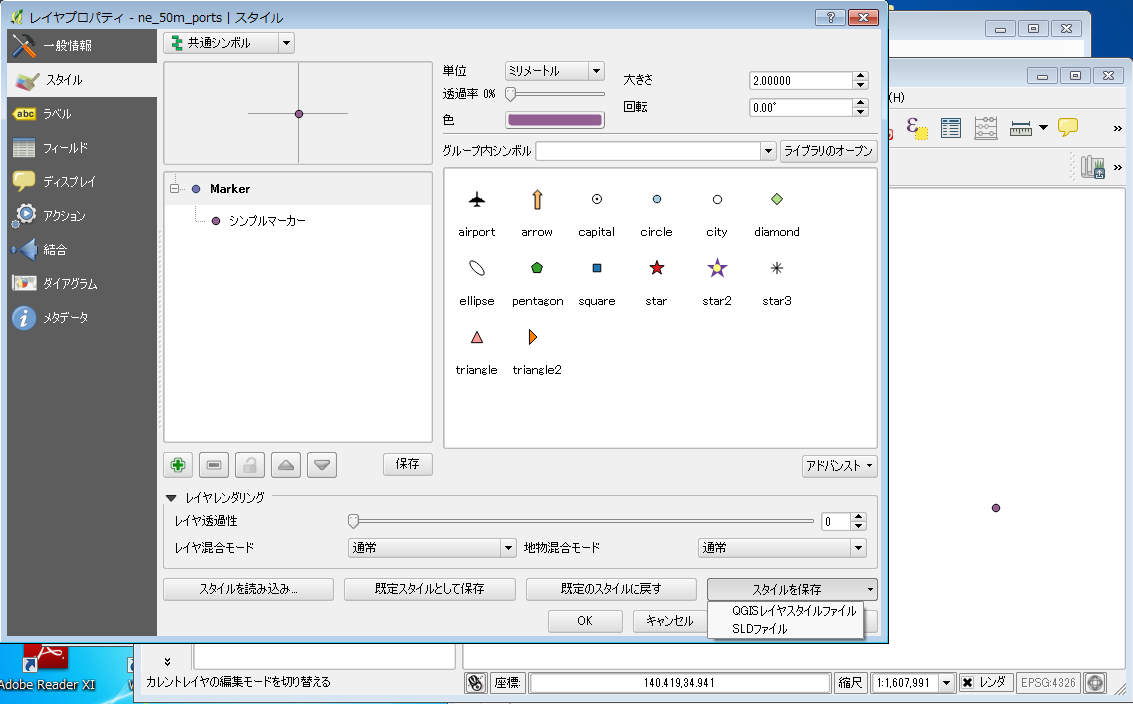 レイヤプロパティ - ne_50m_ports | スタイル
一般情報
スタイル
abc ラベル
フィールド
ディスプレイ
アクション
結合
ダイアグラム
メタデータ
共通シンボル
単位 ミリメートル
透過率 0%
色
大きさ 2.00000
回転 0.00°
グループ内シンボル
ライブラリのオープン
Marker
シンプルマーカー
airport arrow capital circle city diamond
ellipse pentagon square star star2 star3
triangle triangle2
保存
アドバンスト
レイヤレンダリング
レイヤ透過性 0
レイヤ混合モード 通常 地物混合モード 通常
スタイルを読み込み... 既定スタイルとして保存 既定のスタイルに戻す スタイルを保存
QGISレイヤスタイルファイル
SLDファイル
OK キャンセル
(H)
Adobe Reader XI
カレントレイヤの編集モードを切り替える
座標: 140.419,34.941 縮尺 1:1,607,991 レンダ EPSG:4326